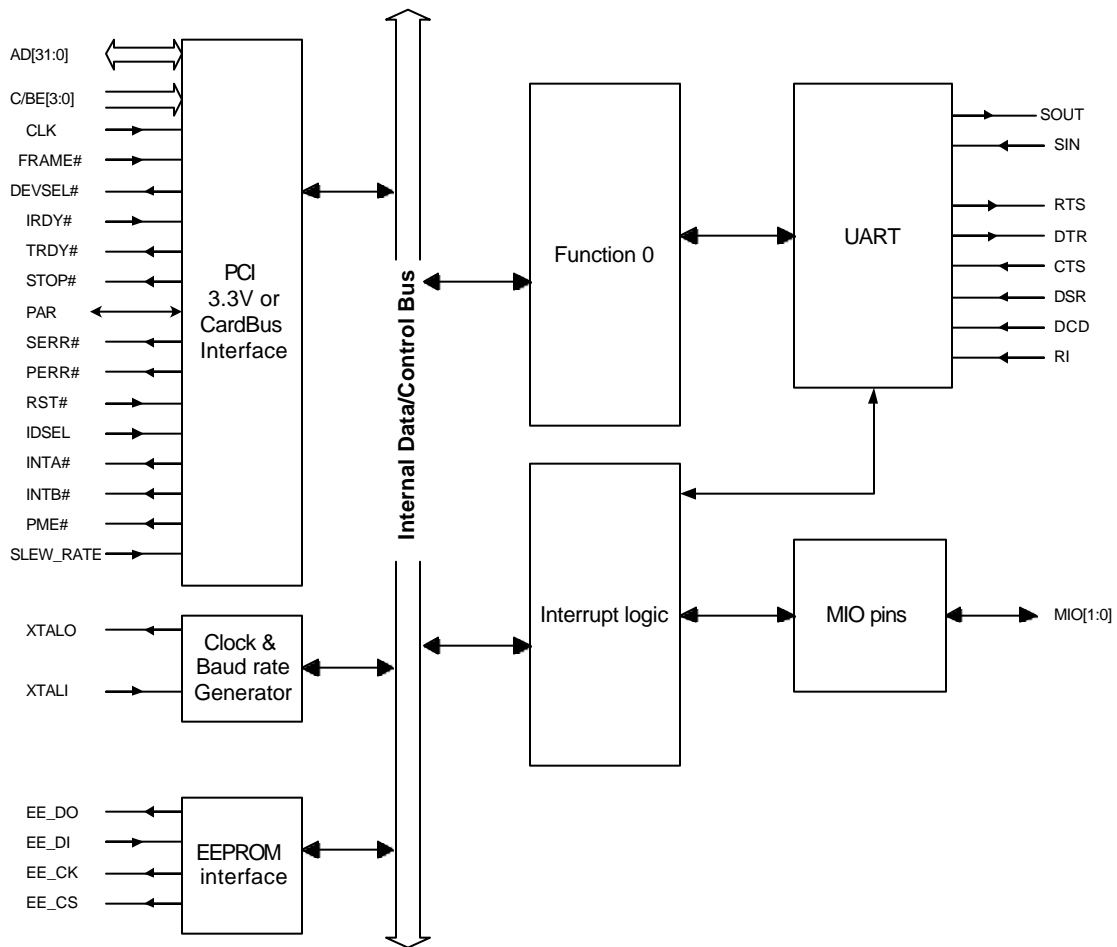 AD[31:0]
C/BE[3:0]
CLK
FRAME#
DEVSEL#
IRDY#
TRDY#
STOP#
PAR
SERR#
PERR#
RST#
IDSEL
INTA#
INTB#
PME#
SLEW_RATE
PCI
3.3V or
CardBus
Interface
XTALO
XTALI
Clock &
Baud rate
Generator
EE_DO
EE_DI
EE_CK
EE_CS
EEPROM
interface
Internal Data/Control Bus
Function 0
UART
SOUT
SIN
RTS
DTR
CTS
DSR
DCD
RI
Interrupt logic
MIO pins
MIO[1:0]